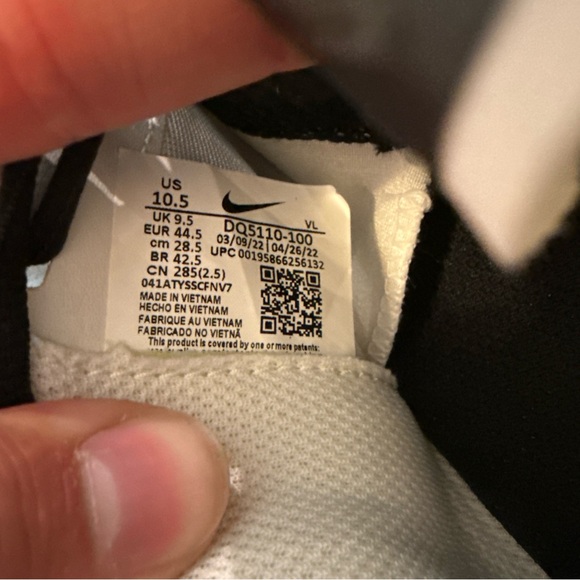 US
10.5
UK 9.5
EUR 44.5
cm 28.5
BR 42.5
CN 285(2.5)
041ATYSSCFNV7
VL
DQ5110-100
03/09/22 | 04/26/22
UPC 00195866256132
MADE IN VIETNAM
HECHO EN VIETNAM
FABRIQUE AU VIETNAM
FABRICADO NO VIETNÃ
This product is covered by one or more patents: